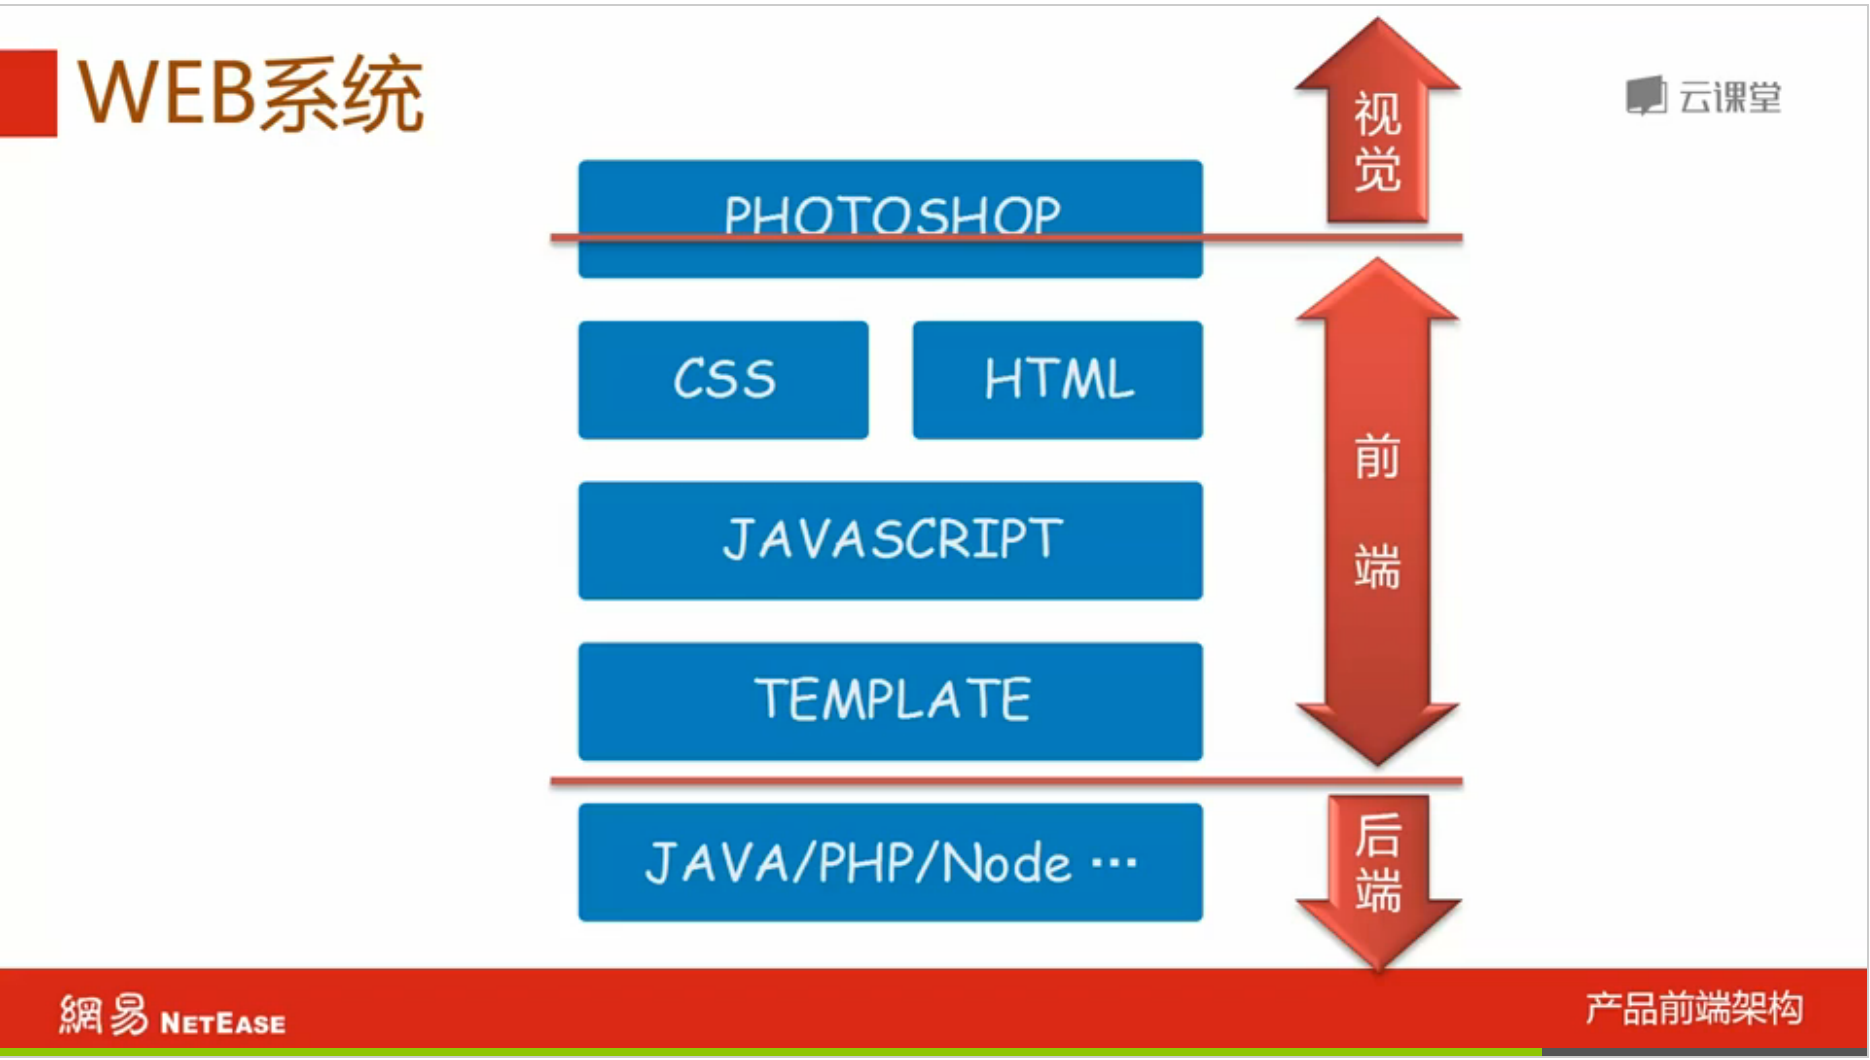 WEB系统
云课堂
视觉
PHOTOSHOP
CSS
HTML
前端
JAVASCRIPT
TEMPLATE
后端
JAVA/PHP/Node ···
網易 NETEASE
产品前端架构